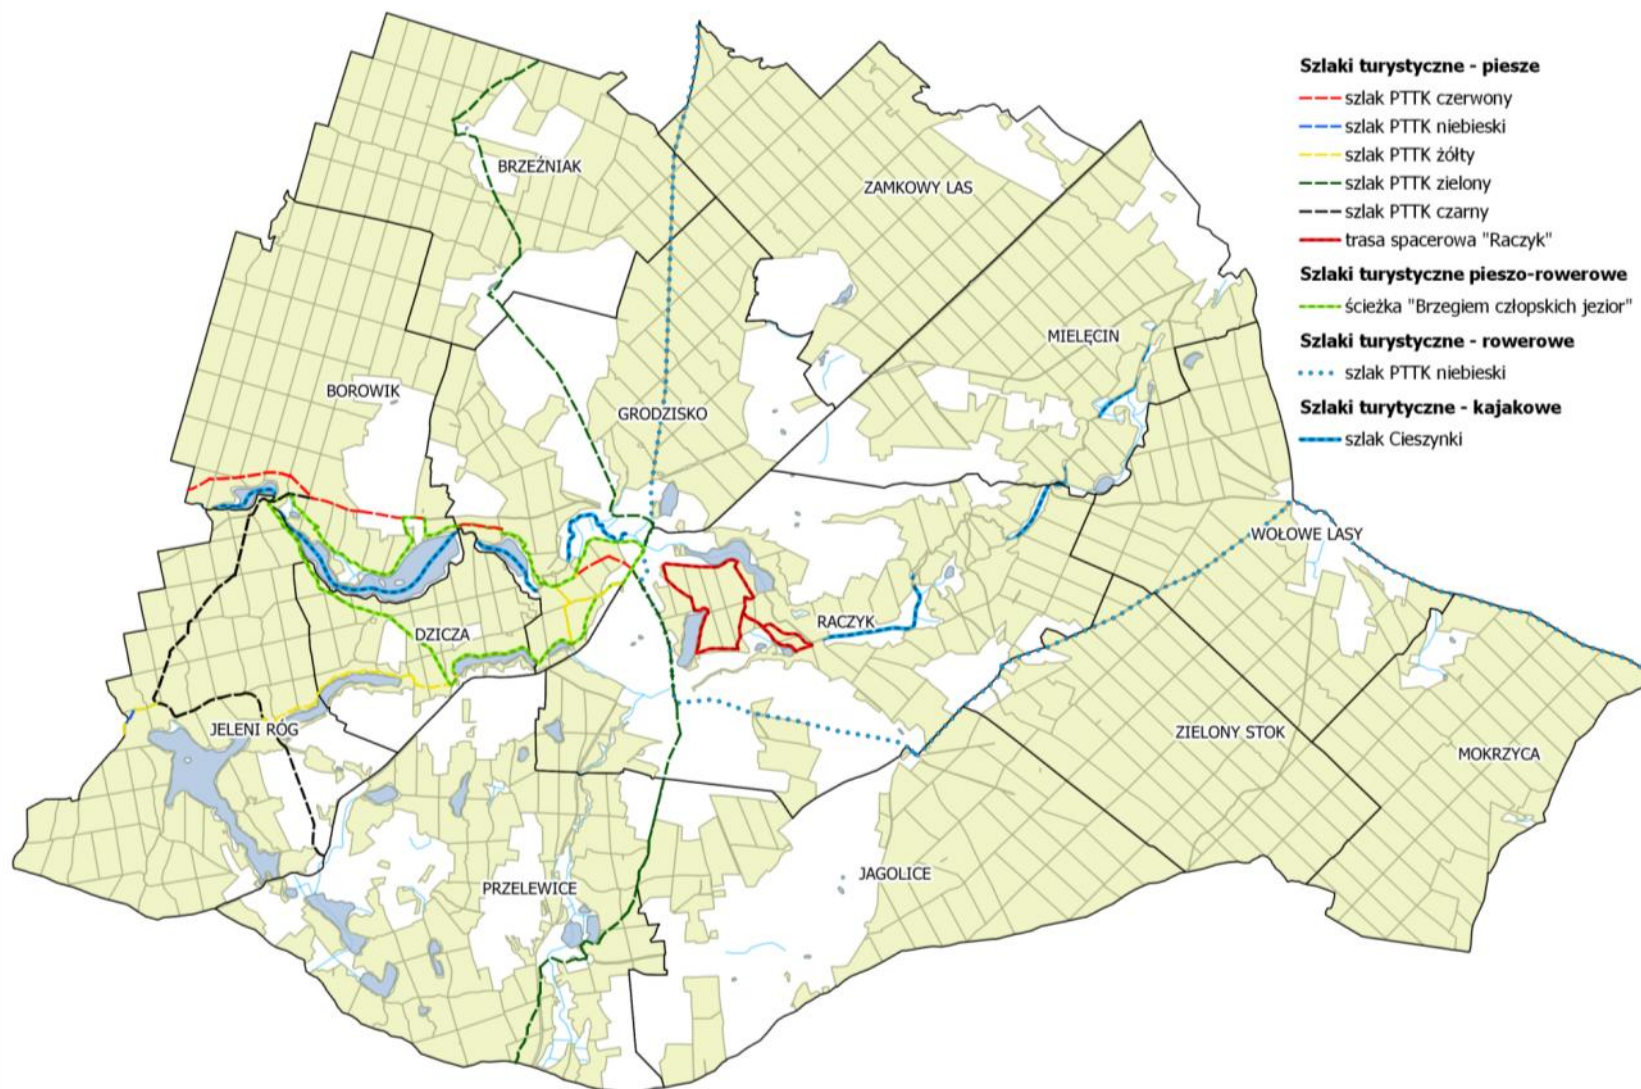 Szlaki turystyczne - piesze
szlak PTTK czerwony
szlak PTTK niebieski
szlak PTTK żółty
szlak PTTK zielony
szlak PTTK czarny
trasa spacerowa "Raczyk"
Szlaki turystyczne pieszo-rowerowe
ścieżka "Brzegiem człopskich jezior"
Szlaki turystyczne - rowerowe
szlak PTTK niebieski
Szlaki turytyczne - kajakowe
szlak Cieszynki
BRZEŹNIAK
ZAMKOWY LAS
MIELĘCIN
BOROWIK
GRODZISKO
WOŁOWE LASY
RACZYK
DZICZA
JELENI RÓG
ZIELONY STOK
MOKRZYCA
PRZELEWICE
JAGOLICE